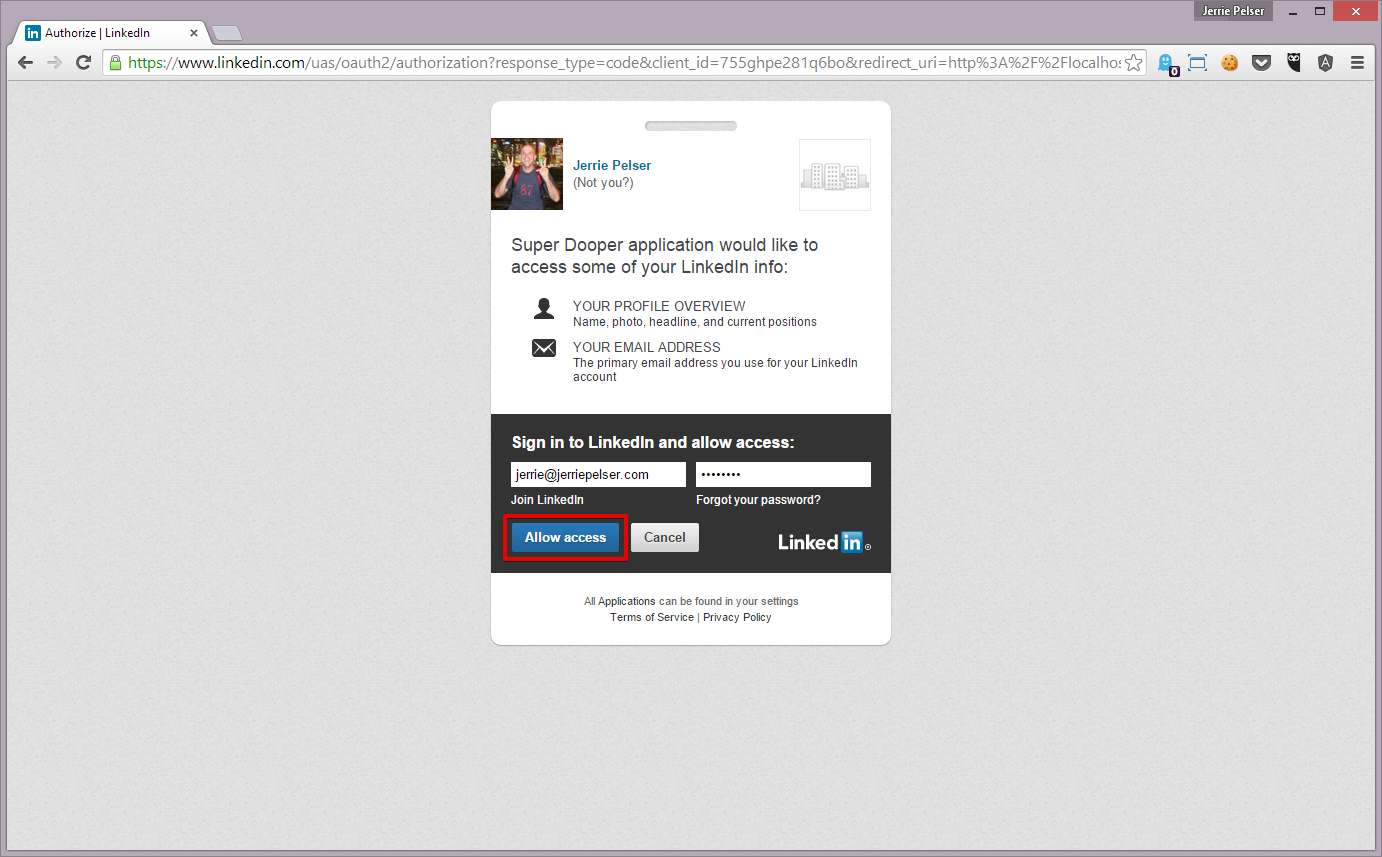 Jerrie Pelser
Authorize | LinkedIn
https://www.linkedin.com/uas/oauth2/authorization?response_type=code&client_id=755ghpe281q6bo&redirect_uri=http%3A%2F%2Flocalhos
0
Jerrie Pelser
(Not you?)
Super Dooper application would like to
access some of your LinkedIn info:
YOUR PROFILE OVERVIEW
Name, photo, headline, and current positions
YOUR EMAIL ADDRESS
The primary email address you use for your LinkedIn
account
Sign in to LinkedIn and allow access:
jerrie@jerriepelser.com ••••••••
Join LinkedIn Forgot your password?
Allow access Cancel LinkedIn®
All Applications can be found in your settings
Terms of Service | Privacy Policy